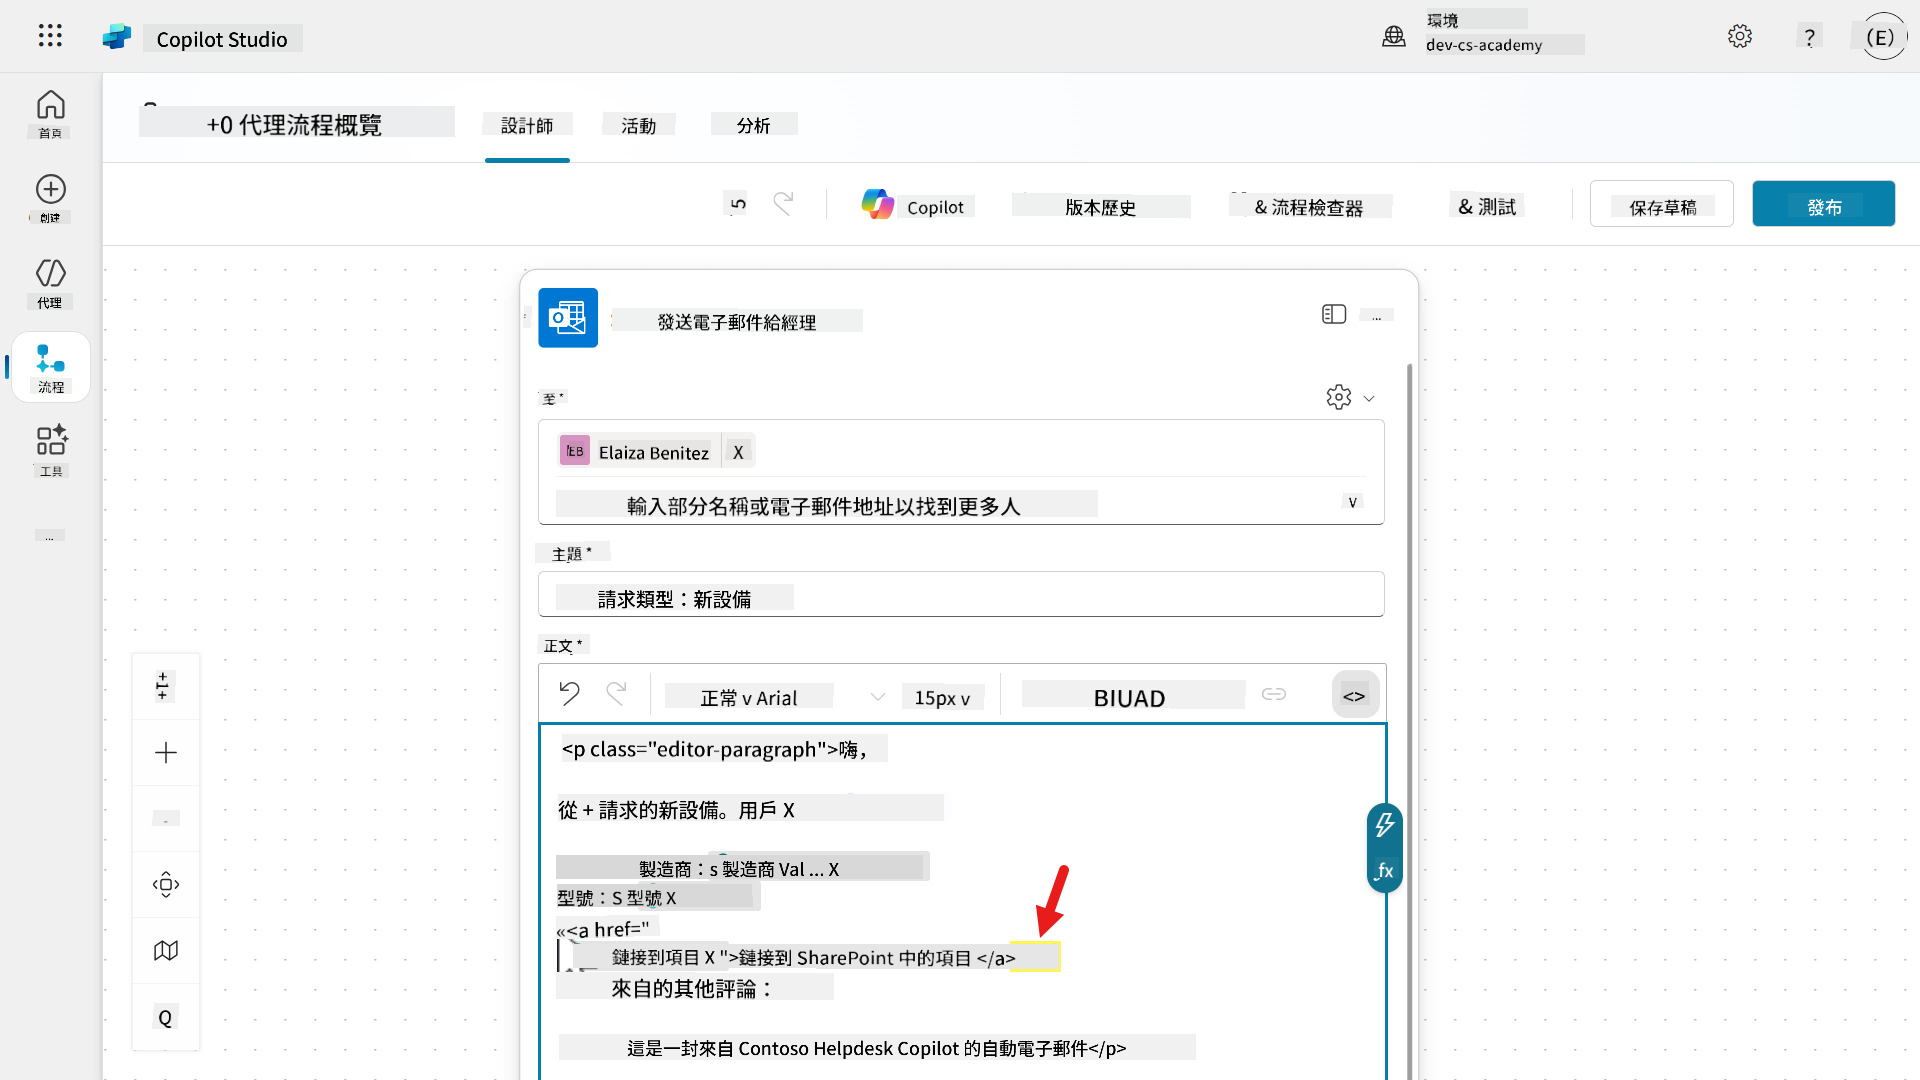 Copilot Studio
環境
dev-cs-academy
?
(E)
首頁
創建
代理
流程
工具
...
+0 代理流程概覽
設計師
活動
分析
Copilot
版本歷史
& 流程檢查器
& 測試
保存草稿
發布
發送電子郵件給經理
...
至 *
EB
Elaiza Benitez
X
輸入部分名稱或電子郵件地址以找到更多人
v
主題 *
請求類型：新設備
正文 *
正常 v Arial
15px v
BIUAD
<>
<p class="editor-paragraph">嗨，
從 + 請求的新設備。用戶 X
製造商：s 製造商 Val ... X
型號：S 型號 X
«<a href="
鏈接到項目 X ">鏈接到 SharePoint 中的項目 </a>
來自的其他評論：
這是一封來自 Contoso Helpdesk Copilot 的自動電子郵件</p>
fx
Q